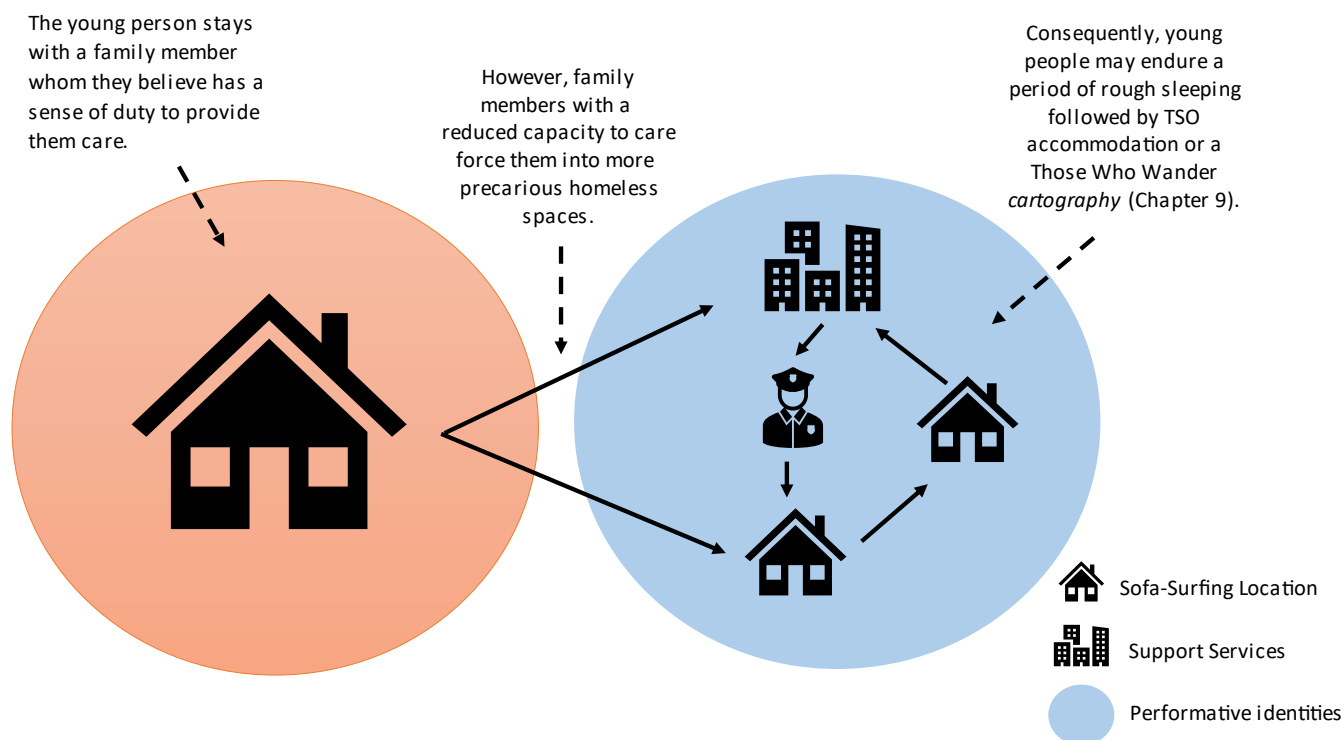 The young person stays
with a family member
whom they believe has a
sense of duty to provide
them care.
However, family
members with a
reduced capacity to care
force them into more
precarious homeless
spaces.
Consequently, young
people may endure a
period of rough sleeping
followed by TSO
accommodation or a
Those Who Wander
cartography (Chapter 9).
Sofa-Surfing Location
Support Services
Performative identities